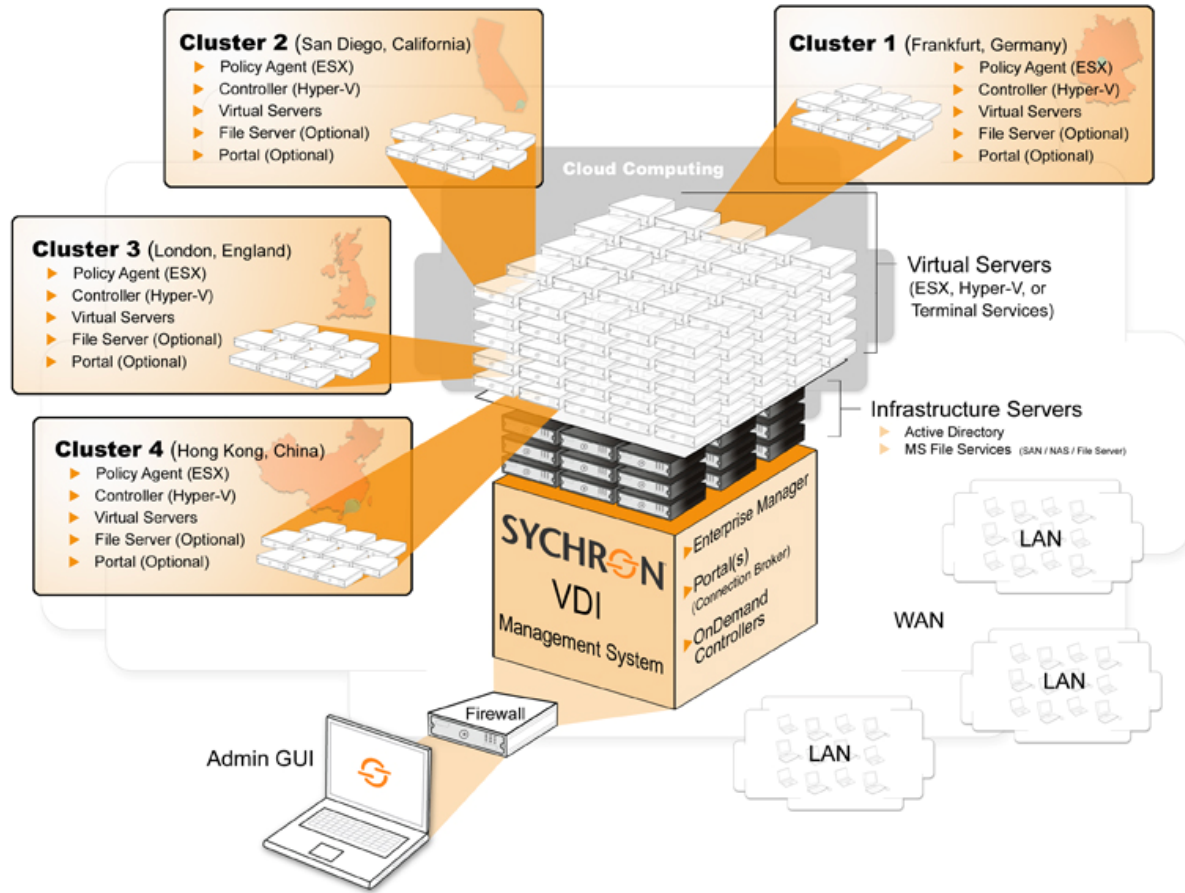 Cluster 2 (San Diego, California)
Policy Agent (ESX)
Controller (Hyper-V)
Virtual Servers
File Server (Optional)
Portal (Optional)
Cluster 1 (Frankfurt, Germany)
Policy Agent (ESX)
Controller (Hyper-V)
Virtual Servers
File Server (Optional)
Portal (Optional)
Cloud Computing
Cluster 3 (London, England)
Policy Agent (ESX)
Controller (Hyper-V)
Virtual Servers
File Server (Optional)
Portal (Optional)
Virtual Servers
(ESX, Hyper-V, or
Terminal Services)
Cluster 4 (Hong Kong, China)
Policy Agent (ESX)
Controller (Hyper-V)
Virtual Servers
File Server (Optional)
Portal (Optional)
Infrastructure Servers
Active Directory
MS File Services (SAN / NAS / File Server)
SYCHRON
VDI
Management System
Enterprise Manager
Portal(s)
(Connection Broker)
OnDemand
Controllers
LAN
WAN
LAN
LAN
Firewall
Admin GUI